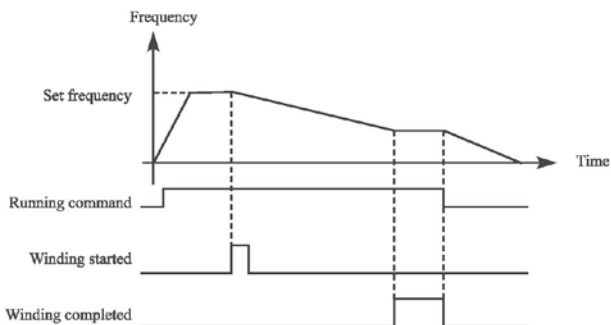 Frequency
Set frequency
Time
Running command
Winding started
Winding completed